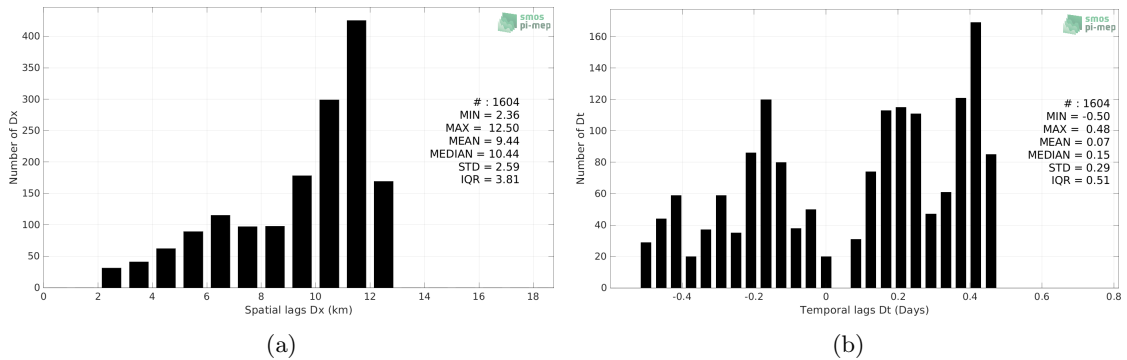 smos
pi-mep
400
350
300
250
200
150
100
50
0
Number of Dx
# : 1604
MIN = 2.36
MAX = 12.50
MEAN = 9.44
MEDIAN = 10.44
STD = 2.59
IQR = 3.81
0 2 4 6 8 10 12 14 16 18
Spatial lags Dx (km)
(a)
smos
pi-mep
160
140
120
100
80
60
40
20
0
Number of Dt
# : 1604
MIN = -0.50
MAX = 0.48
MEAN = 0.07
MEDIAN = 0.15
STD = 0.29
IQR = 0.51
-0.4 -0.2 0 0.2 0.4 0.6 0.8
Temporal lags Dt (Days)
(b)